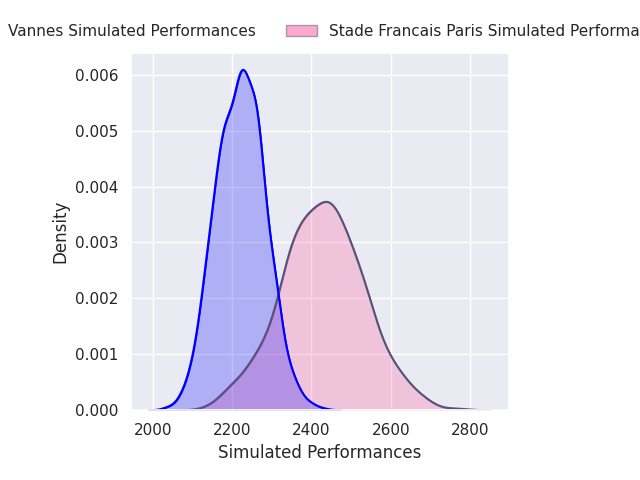 Vannes Simulated Performances
Stade Francais Paris Simulated Performa
0.006
0.005
0.004
0.003
0.002
0.001
0.000
Density
2000 2200 2400 2600 2800
Simulated Performances